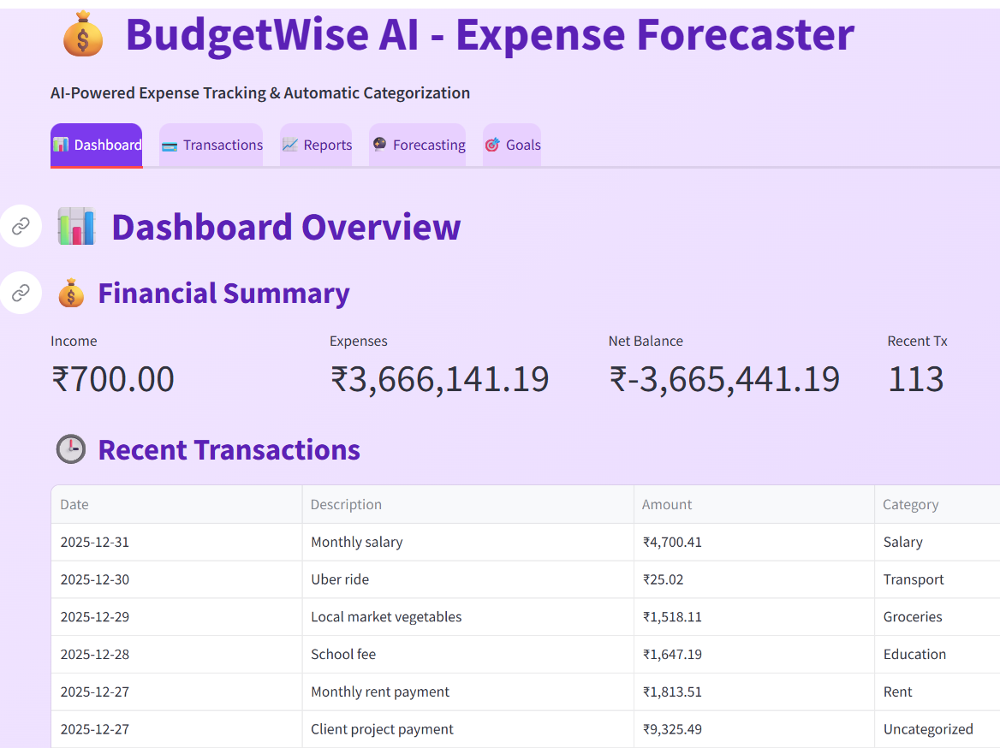 BudgetWise AI - Expense Forecaster
AI-Powered Expense Tracking & Automatic Categorization
Dashboard Transactions Reports Forecasting Goals
Dashboard Overview
Financial Summary
Income Expenses Net Balance Recent Tx
₹700.00 ₹3,666,141.19 ₹-3,665,441.19 113
Recent Transactions
Date Description Amount Category
2025-12-31 Monthly salary ₹4,700.41 Salary
2025-12-30 Uber ride ₹25.02 Transport
2025-12-29 Local market vegetables ₹1,518.11 Groceries
2025-12-28 School fee ₹1,647.19 Education
2025-12-27 Monthly rent payment ₹1,813.51 Rent
2025-12-27 Client project payment ₹9,325.49 Uncategorized